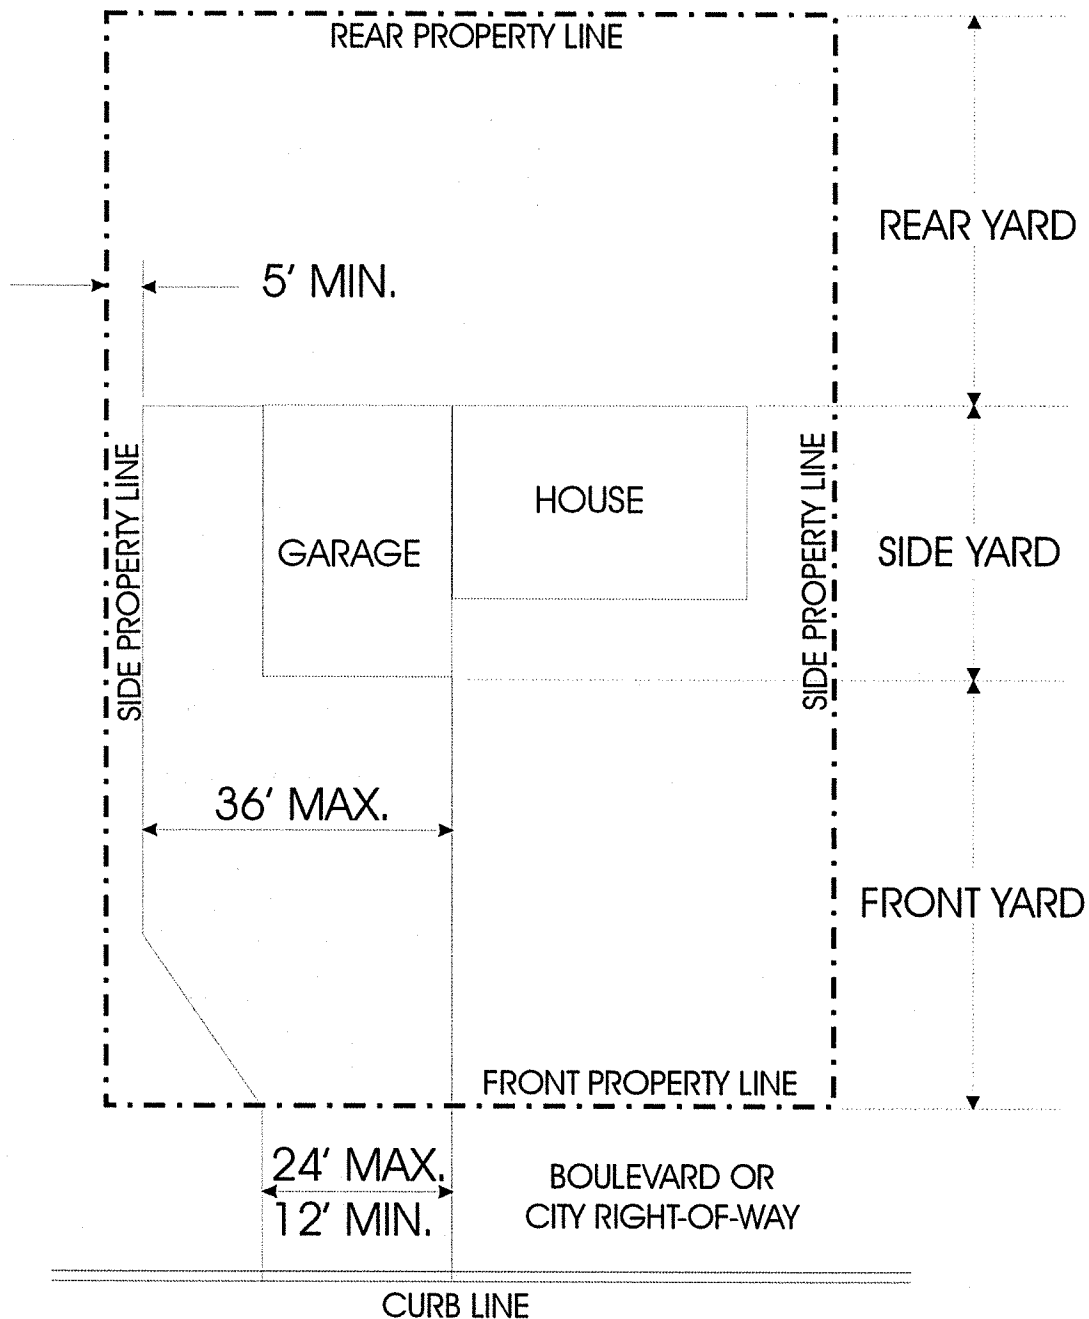 REAR PROPERTY LINE
REAR YARD
5' MIN.
SIDE PROPERTY LINE
GARAGE
HOUSE
SIDE PROPERTY LINE
SIDE YARD
36' MAX.
FRONT YARD
FRONT PROPERTY LINE
24' MAX.
12' MIN.
BOULEVARD OR
CITY RIGHT-OF-WAY
CURB LINE